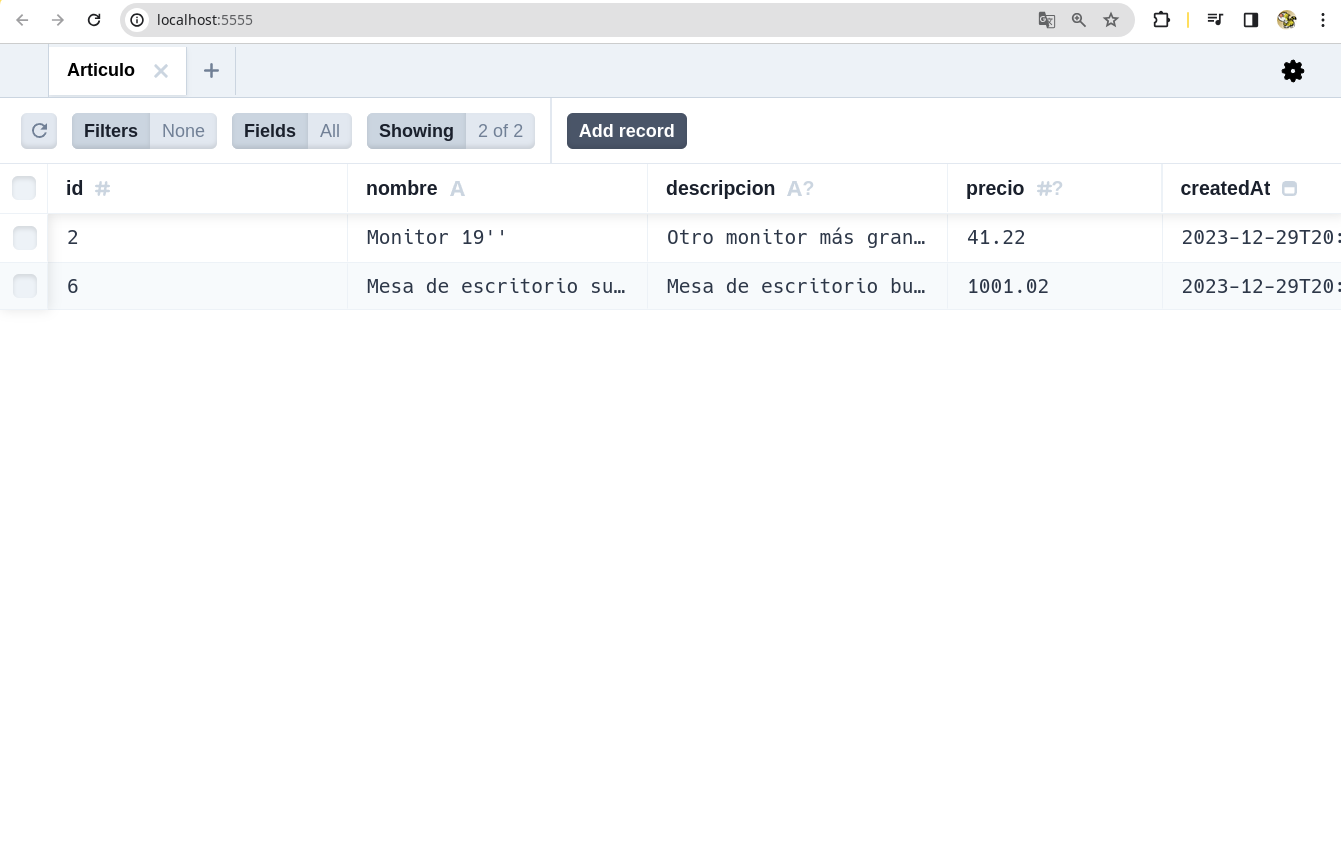 localhost:5555
Articulo
Filters None Fields All Showing 2 of 2 Add record
id # nombre A descripcion A? precio #? createdAt
2 Monitor 19'' Otro monitor más gran… 41.22 2023-12-29T20:
6 Mesa de escritorio su… Mesa de escritorio bu… 1001.02 2023-12-29T20: